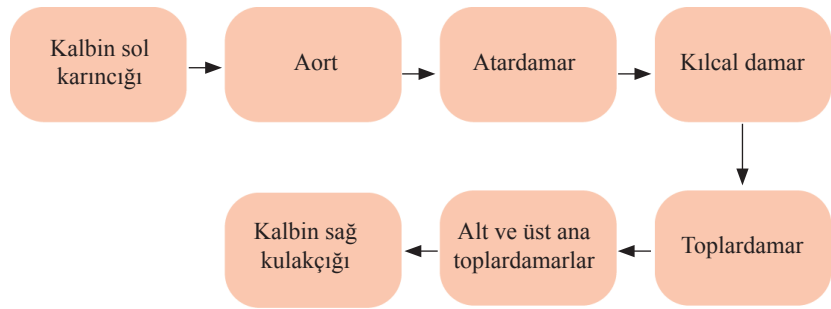 Kalbin sol
karıncığı
Aort
Atardamar
Kılcal damar
Toplardamar
Alt ve üst ana
toplardamarlar
Kalbin sağ
kulakçığı